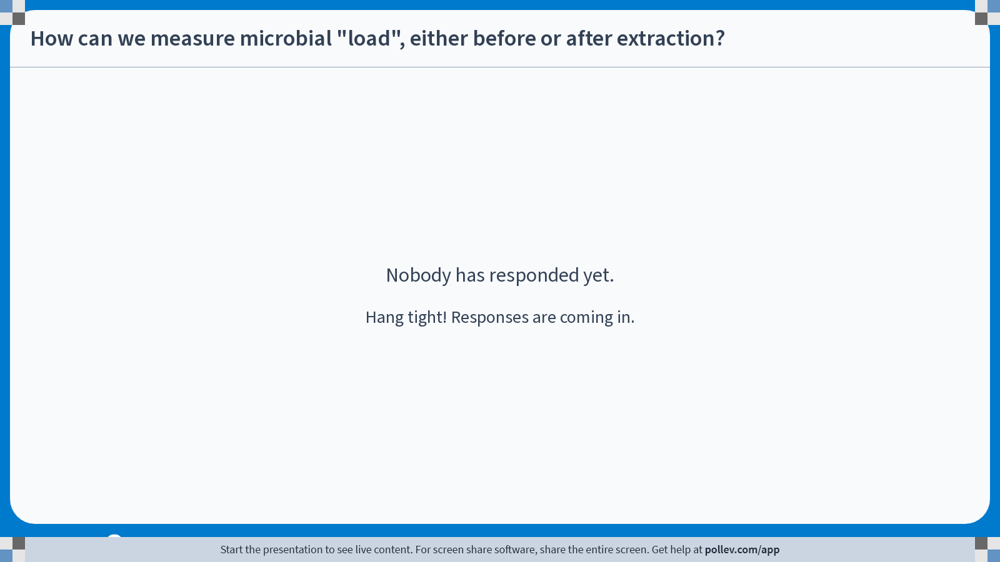 How can we measure microbial "load", either before or after extraction?
Nobody has responded yet.
Hang tight! Responses are coming in.
Start the presentation to see live content. For screen share software, share the entire screen. Get help at pollev.com/app